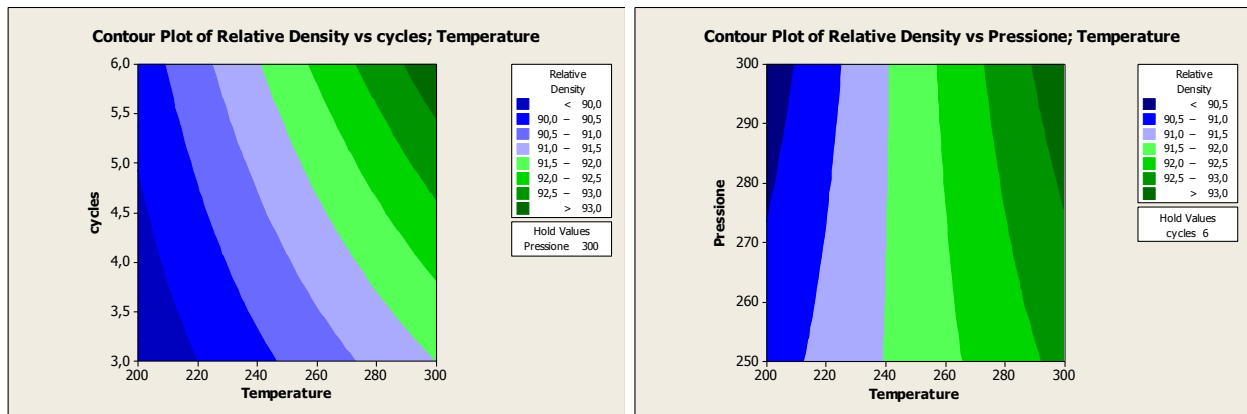 Contour Plot of Relative Density vs cycles; Temperature
6,0
5,5
5,0
4,5
4,0
3,5
3,0
cycles
200 220 240 260 280 300
Temperature
Relative
Density
< 90,0
90,0 – 90,5
90,5 – 91,0
91,0 – 91,5
91,5 – 92,0
92,0 – 92,5
92,5 – 93,0
> 93,0
Hold Values
Pressione 300
Contour Plot of Relative Density vs Pressione; Temperature
300
290
280
270
260
250
Pressione
200 220 240 260 280 300
Temperature
Relative
Density
< 90,5
90,5 – 91,0
91,0 – 91,5
91,5 – 92,0
92,0 – 92,5
92,5 – 93,0
> 93,0
Hold Values
cycles 6